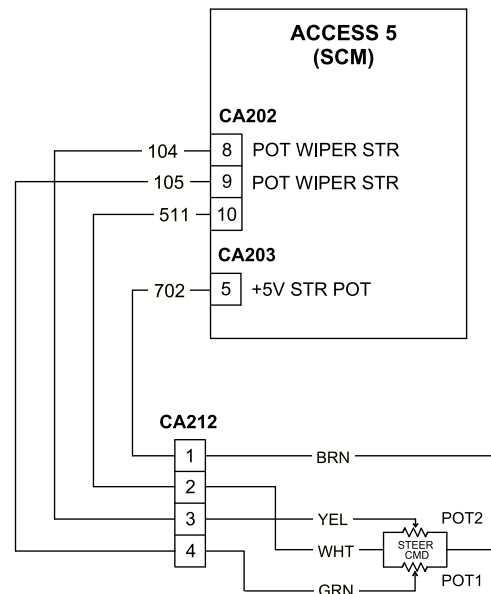 ACCESS 5
(SCM)
CA202
104 8 POT WIPER STR
105 9 POT WIPER STR
511 10
CA203
702 5 +5V STR POT
CA212
1 BRN
2
3 YEL POT2
4 WHT STEER
CMD
POT1
GRN